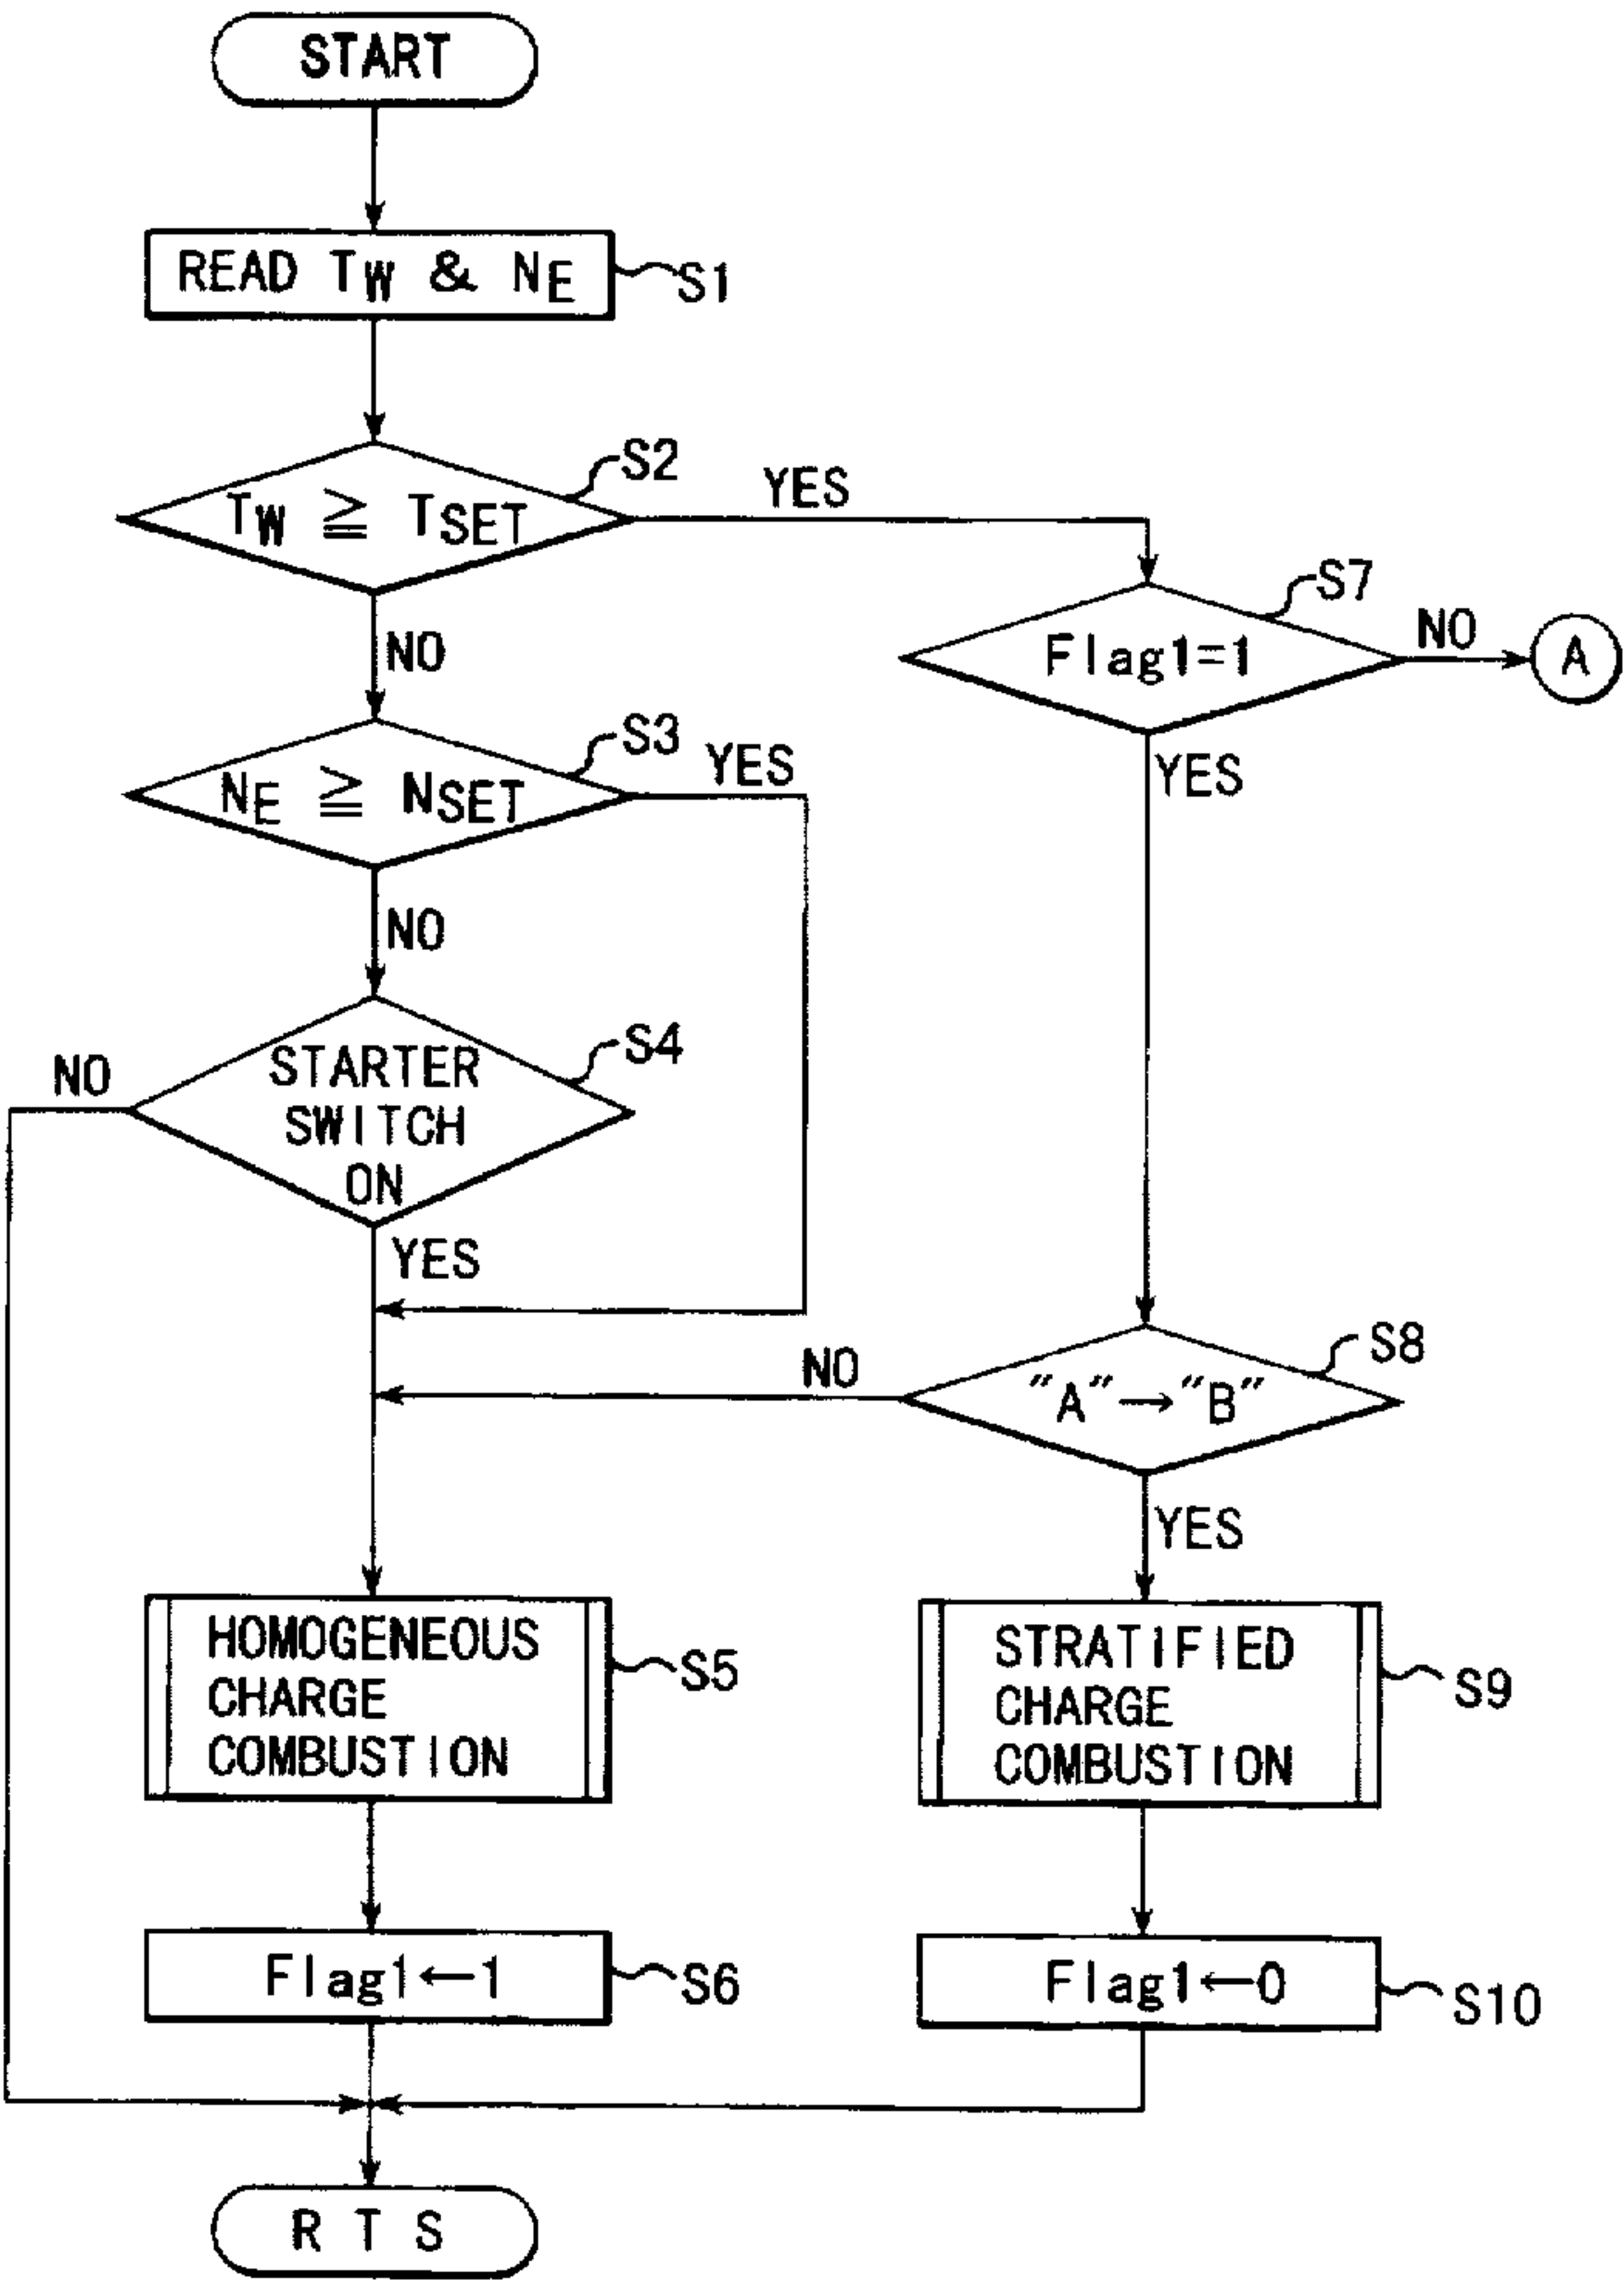 START
READ TW & NE
S1
S2
TW ≧ TSET
YES
NO
S7
Flag1=1
NO
A
YES
S3
NE ≧ NSET
YES
NO
S4
STARTER
SWITCH
ON
NO
YES
S8
"A"→"B"
NO
YES
HOMOGENEOUS
CHARGE
COMBUSTION
S5
STRATIFIED
CHARGE
COMBUSTION
S9
Flag1←1
S6
Flag1←0
S10
R T S